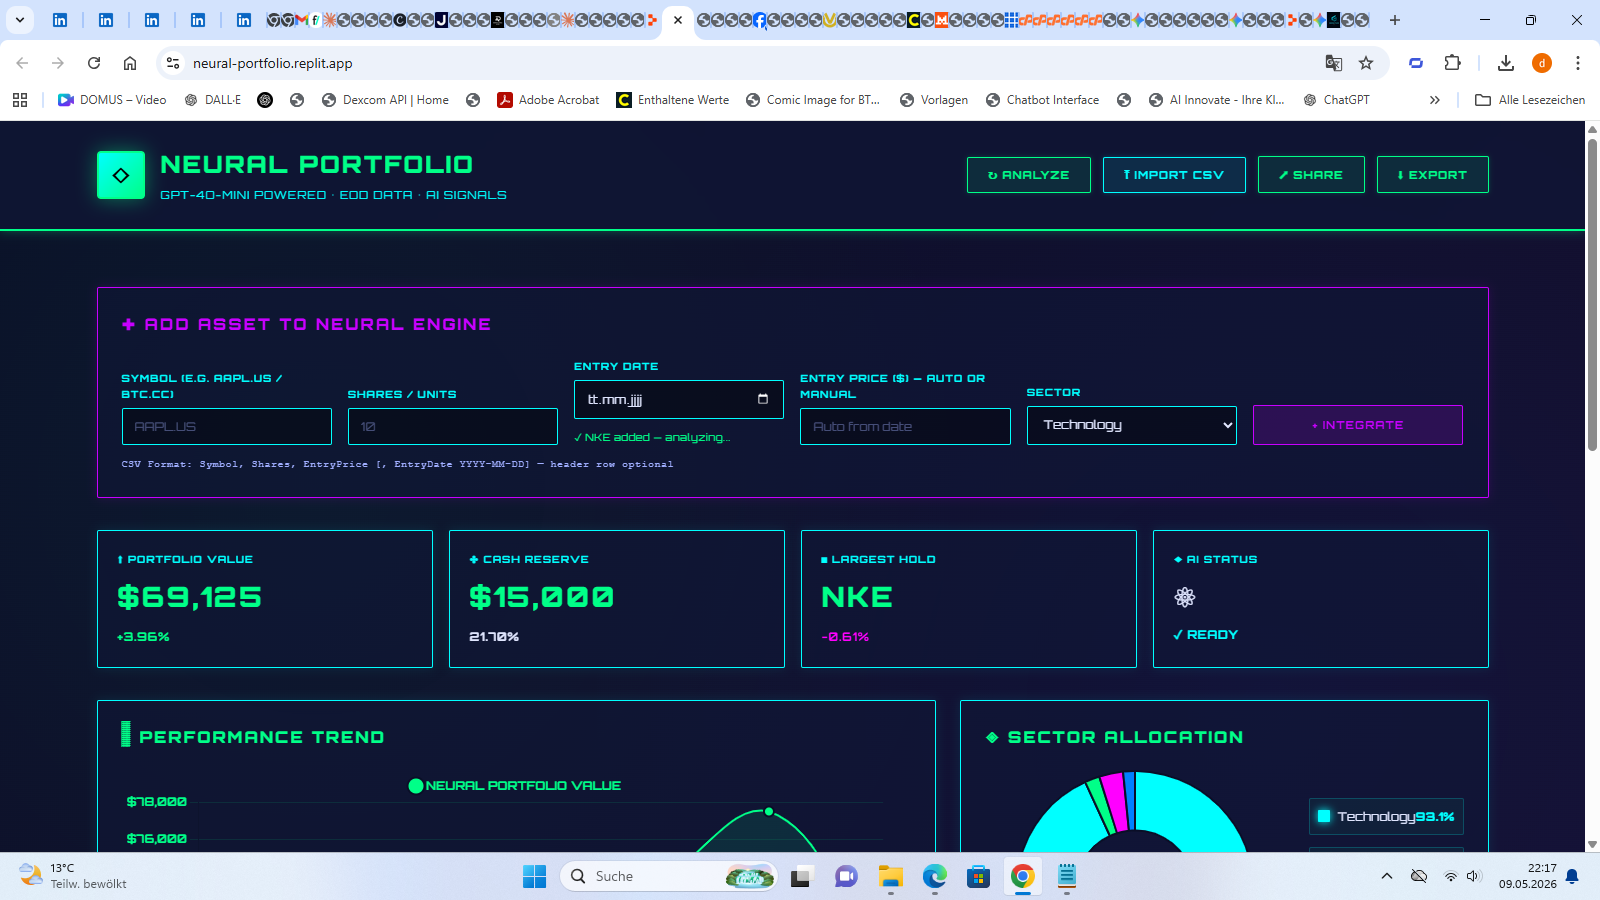 neural-portfolio.replit.app
d
DOMUS – Video
DALL·E
Dexcom API | Home
Adobe Acrobat
Enthaltene Werte
Comic Image for BT...
Vorlagen
Chatbot Interface
AI Innovate - Ihre KI...
ChatGPT
Alle Lesezeichen
NEURAL PORTFOLIO
GPT-4O-MINI POWERED · EOD DATA · AI SIGNALS
↻ ANALYZE
⤒ IMPORT CSV
⤢ SHARE
⬇ EXPORT
✚ ADD ASSET TO NEURAL ENGINE
SYMBOL (E.G. AAPL.US / BTC.CC)
AAPL.US
SHARES / UNITS
10
ENTRY DATE
tt.mm.jjjj
✓ NKE added — analyzing...
ENTRY PRICE ($) — AUTO OR MANUAL
Auto from date
SECTOR
Technology
+ INTEGRATE
CSV Format: Symbol, Shares, EntryPrice [, EntryDate YYYY-MM-DD] — header row optional
⬆ PORTFOLIO VALUE
$69,125
+3.96%
✚ CASH RESERVE
$15,000
21.70%
■ LARGEST HOLD
NKE
-0.61%
✦ AI STATUS
✓ READY
PERFORMANCE TREND
NEURAL PORTFOLIO VALUE
$78,000
$76,000
◈ SECTOR ALLOCATION
Technology 93.1%
13°C
Teilw. bewölkt
Suche
22:17
09.05.2026